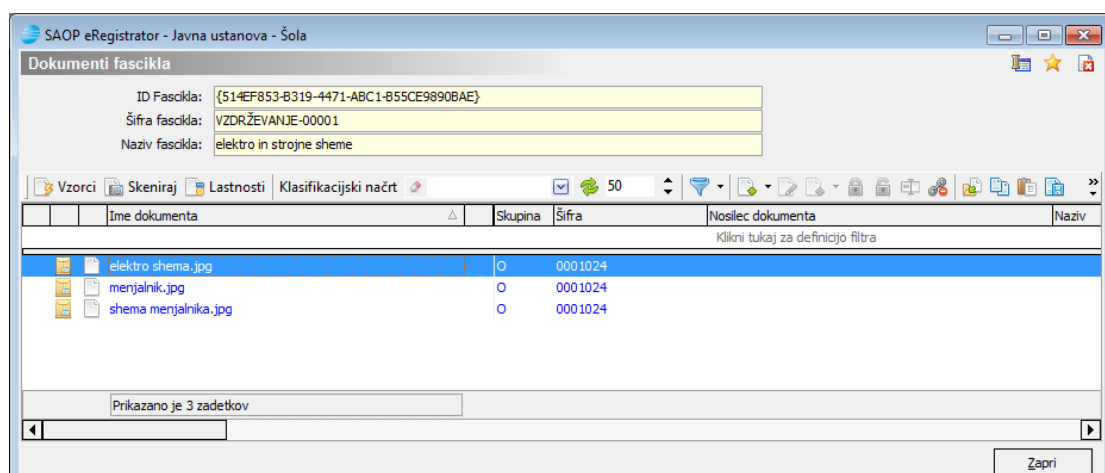 SAOP eRegistrator - Javna ustanova - Šola
Dokumenti fascikla
ID Fascikla: {514EF853-B319-4471-ABC1-B55CE9890BAE}
Šifra fascikla: VZDRŽEVANJE-00001
Naziv fascikla: elektro in strojne sheme
Vzorci Skeniraj Lastnosti Klasifikacijski načrt 50
Ime dokumenta Skupina Šifra Nosilec dokumenta Naziv
Klikni tukaj za definicijo filtra
elektro shema.jpg O 0001024
menjalnik.jpg O 0001024
shema menjalnika.jpg O 0001024
Prikazano je 3 zadetkov
Zapri